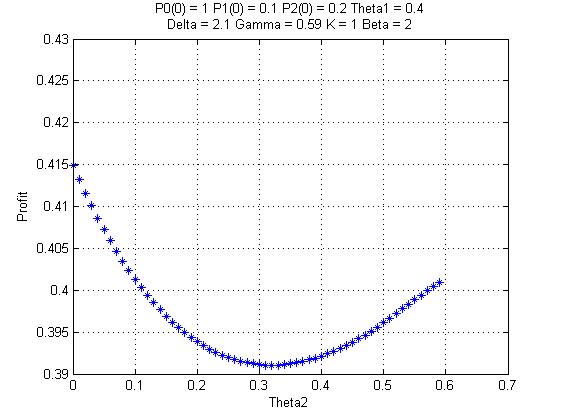 P0(0) = 1 P1(0) = 0.1 P2(0) = 0.2 Theta1 = 0.4
Delta = 2.1 Gamma = 0.59 K = 1 Beta = 2
0.43
0.425
0.42
0.415
0.41
0.405
0.4
0.395
0.39
Profit
0 0.1 0.2 0.3 0.4 0.5 0.6 0.7
Theta2